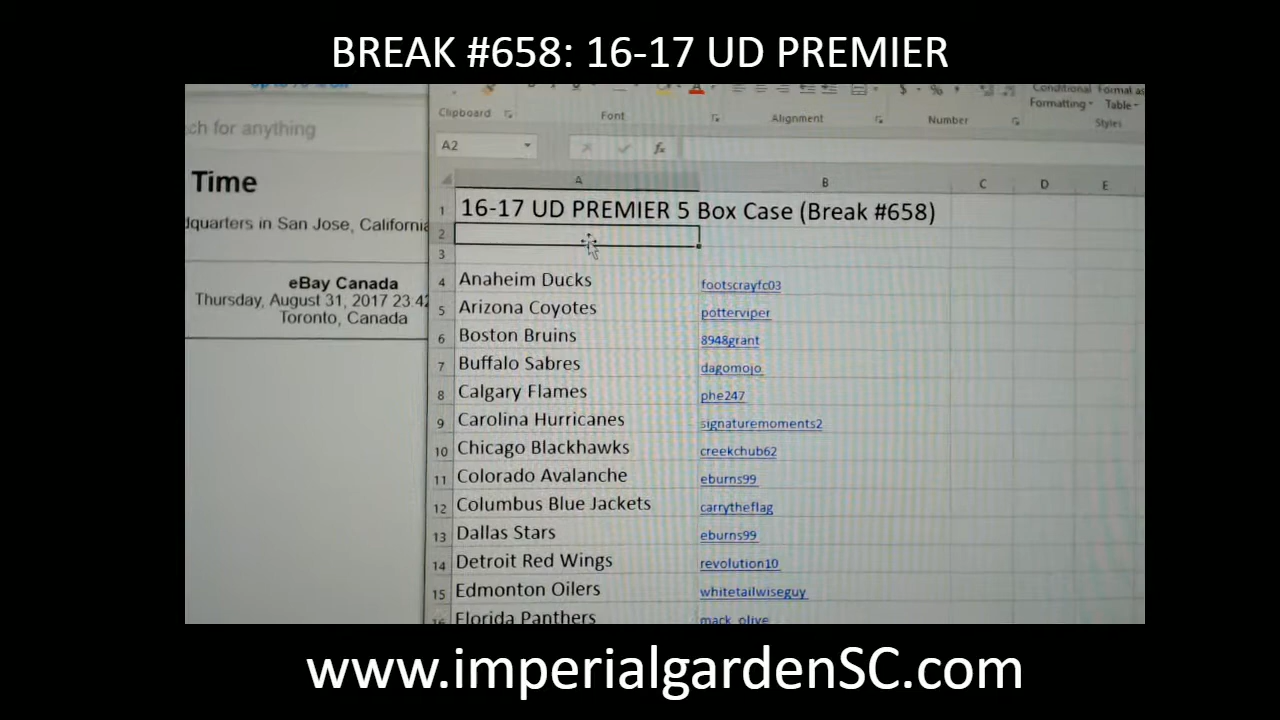 BREAK #658: 16-17 UD PREMIER
ch for anything
Time
dquarters in San Jose, California
eBay Canada
Thursday, August 31, 2017 23 42
Toronto, Canada
Clipboard
Font
Alignment
Number
Conditional Formatting
Format as Table
Styles
$ %
A2
fx
A B C D E
1 16-17 UD PREMIER 5 Box Case (Break #658)
2
3
4 Anaheim Ducks footscrayfc03
5 Arizona Coyotes potterviper
6 Boston Bruins 8948grant
7 Buffalo Sabres dagomojo
8 Calgary Flames phe247
9 Carolina Hurricanes signaturemoments2
10 Chicago Blackhawks creekchub62
11 Colorado Avalanche eburns99
12 Columbus Blue Jackets carrytheflag
13 Dallas Stars eburns99
14 Detroit Red Wings revolution10
15 Edmonton Oilers whitetailwiseguy
16 Florida Panthers mack_olive
www.imperialgardenSC.com